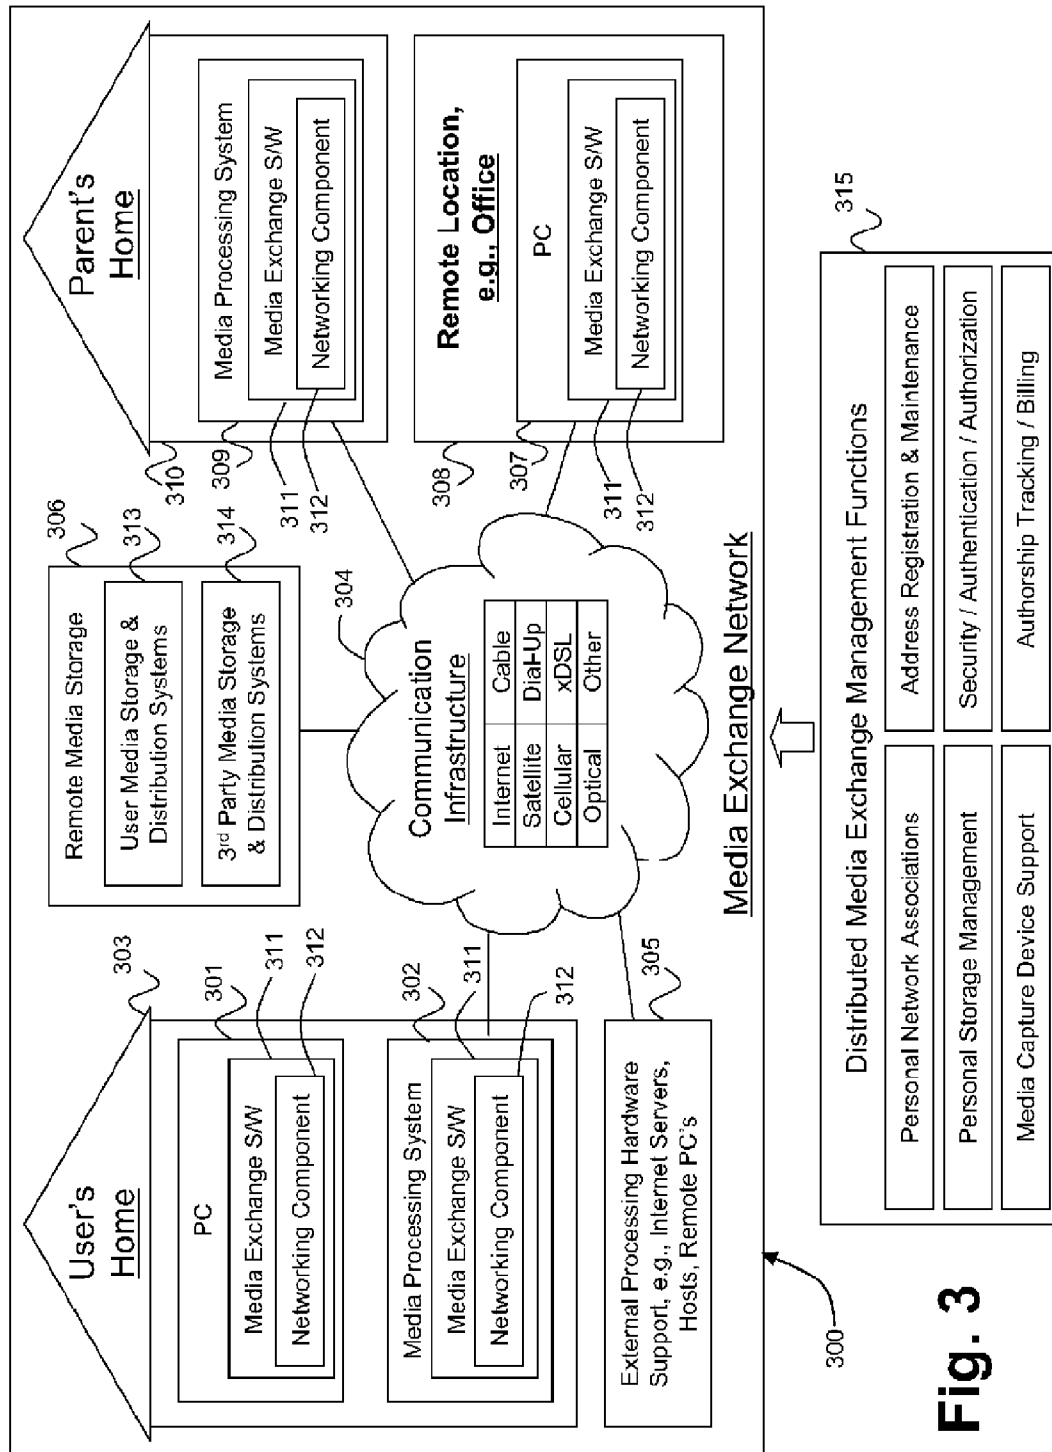 User's
Home
303
PC
301
Media Exchange S/W
311
Networking Component
312
Media Processing System
302
Media Exchange S/W
311
Networking Component
312
External Processing Hardware
Support, e.g., Internet Servers,
Hosts, Remote PC's
305
Remote Media Storage
306
User Media Storage &
Distribution Systems
313
3rd Party Media Storage
& Distribution Systems
314
304
Communication
Infrastructure
Internet Cable
Satellite Dial-Up
Cellular xDSL
Optical Other
Parent's
Home
310
Media Processing System
309
Media Exchange S/W
311
Networking Component
312
Remote Location,
e.g., Office
308
PC
307
Media Exchange S/W
311
Networking Component
312
Media Exchange Network
300
315
Distributed Media Exchange Management Functions
Personal Network Associations Address Registration & Maintenance
Personal Storage Management Security / Authentication / Authorization
Media Capture Device Support Authorship Tracking / Billing
Fig. 3